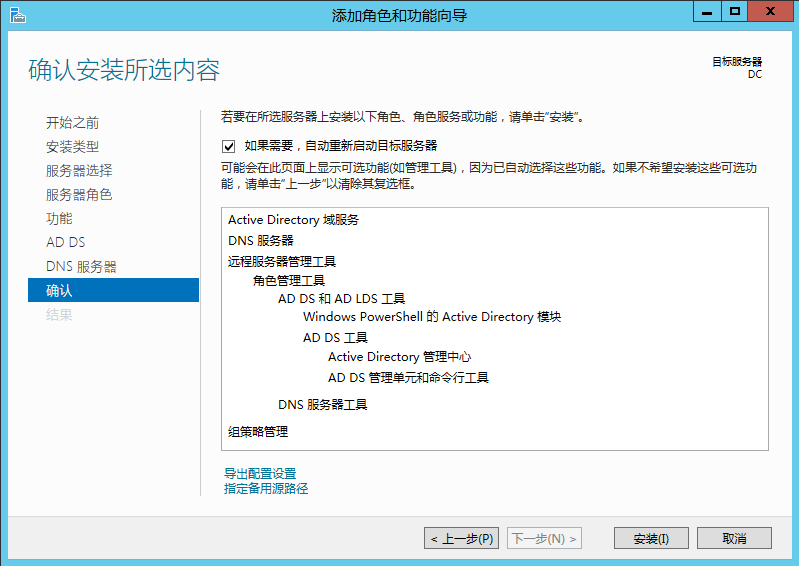 添加角色和功能向导
确认安装所选内容
目标服务器
DC
开始之前
安装类型
服务器选择
服务器角色
功能
AD DS
DNS 服务器
确认
结果
若要在所选服务器上安装以下角色、角色服务或功能，请单击"安装"。
如果需要，自动重新启动目标服务器
可能会在此页面上显示可选功能(如管理工具)，因为已自动选择这些功能。如果不希望安装这些可选功
能，请单击"上一步"以清除其复选框。
Active Directory 域服务
DNS 服务器
远程服务器管理工具
角色管理工具
AD DS 和 AD LDS 工具
Windows PowerShell 的 Active Directory 模块
AD DS 工具
Active Directory 管理中心
AD DS 管理单元和命令行工具
DNS 服务器工具
组策略管理
导出配置设置
指定备用源路径
< 上一步(P) 下一步(N) > 安装(I) 取消